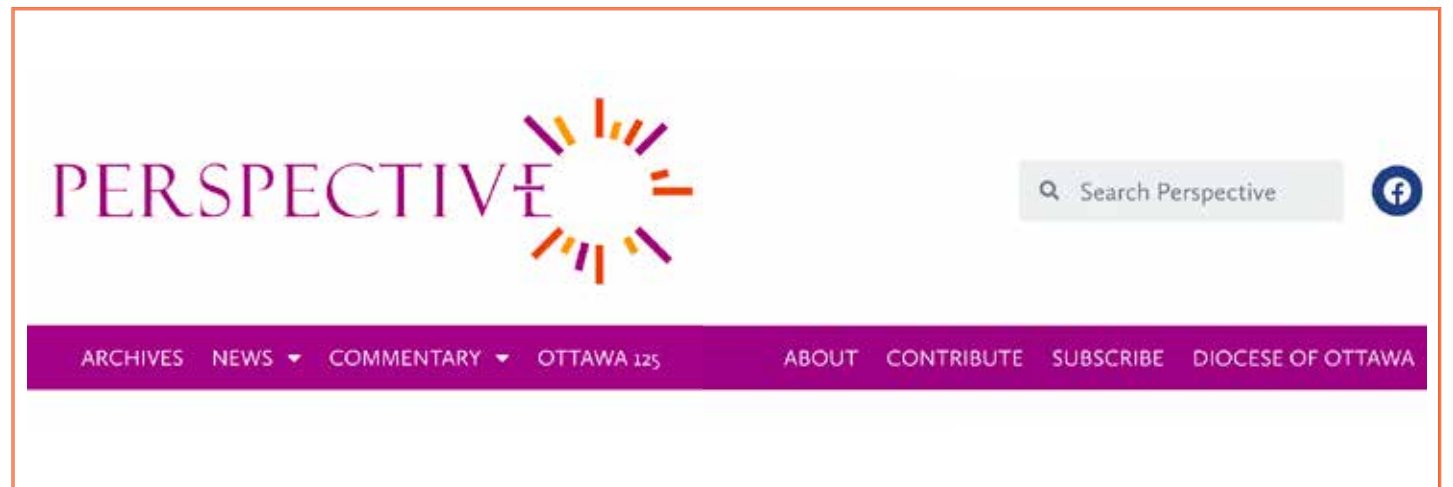 PERSPECTIVE
Search Perspective
ARCHIVES NEWS COMMENTARY OTTAWA 125 ABOUT CONTRIBUTE SUBSCRIBE DIOCESE OF OTTAWA